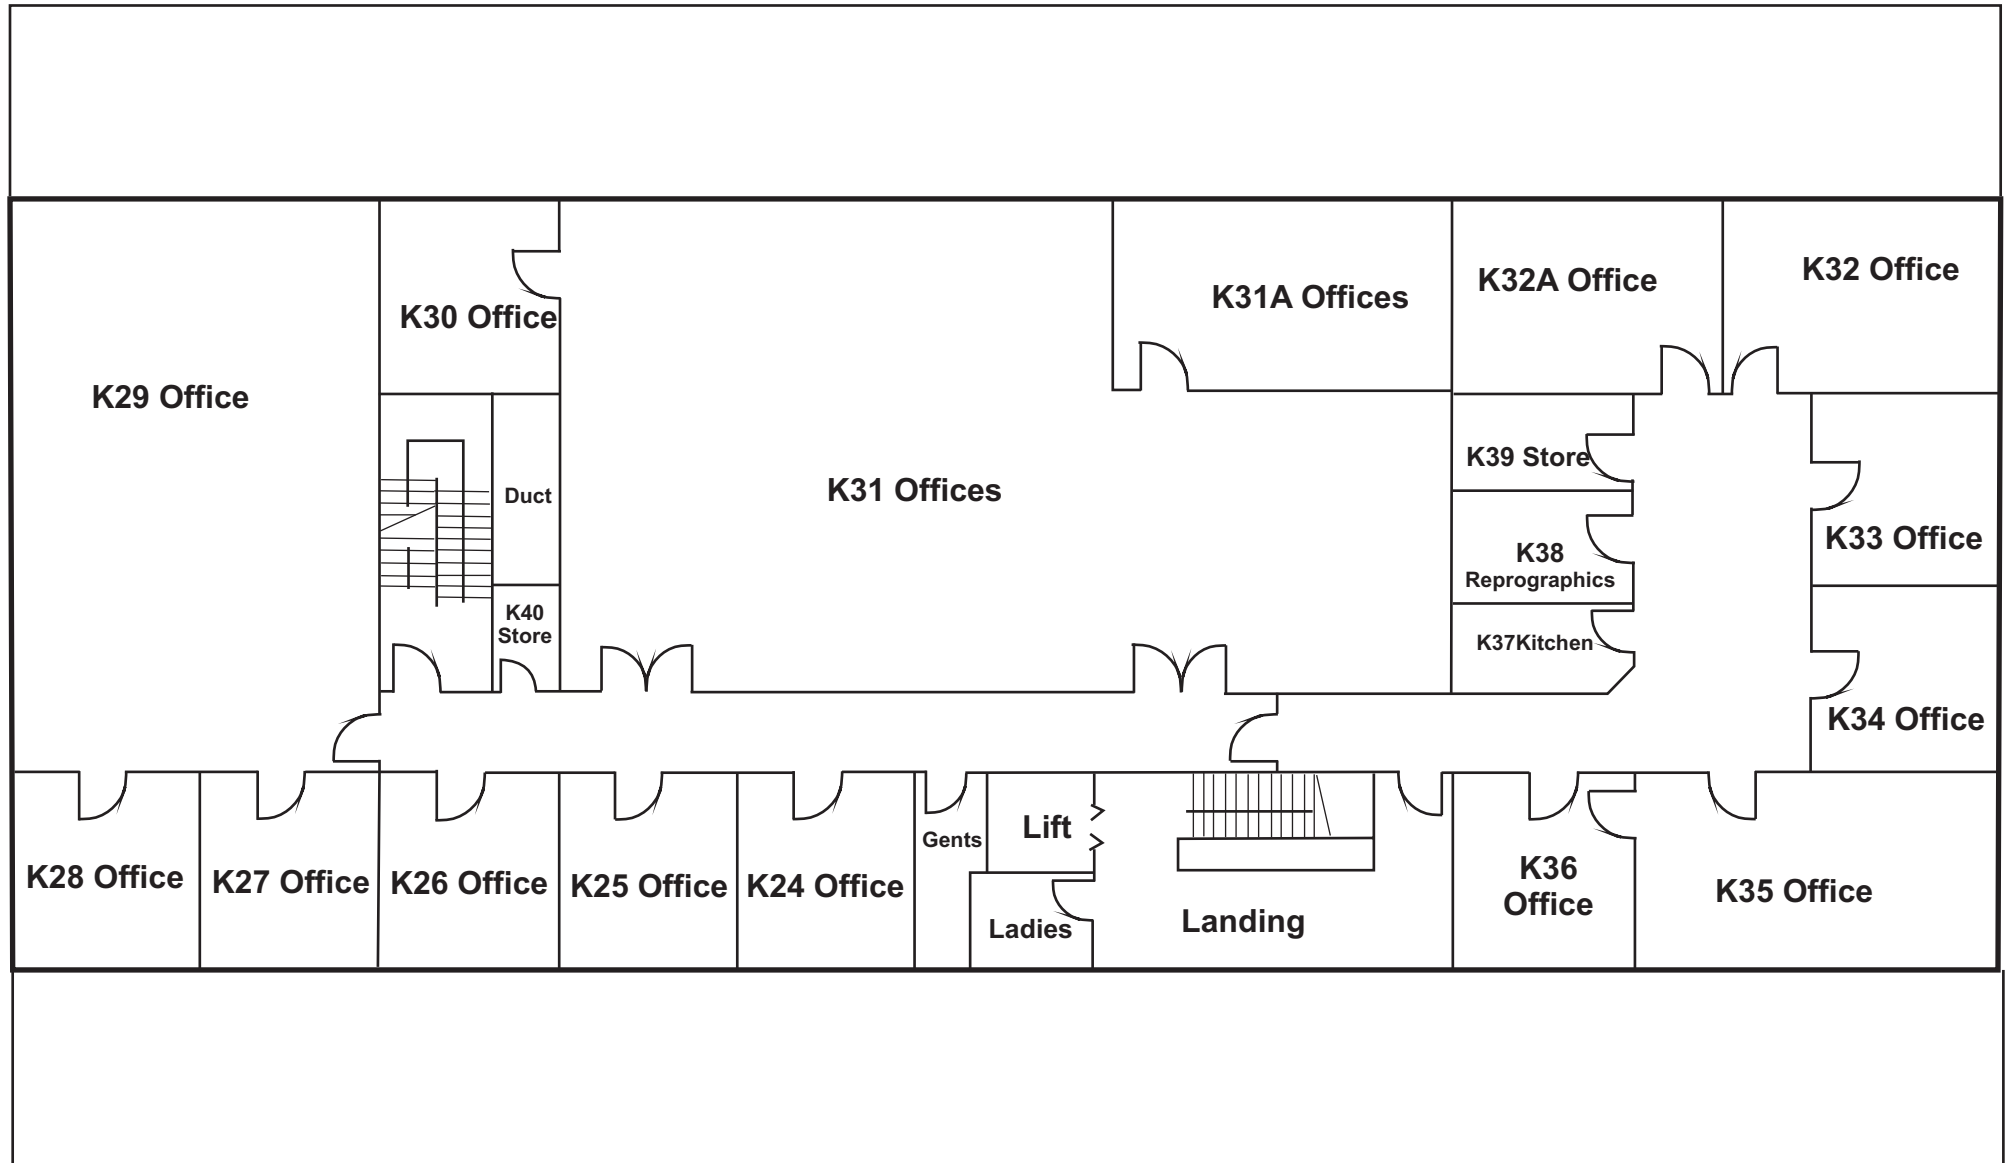 K29 Office
K30 Office
K31 Offices
K31A Offices
K32A Office
K32 Office
Duct
K40
Store
K39 Store
K38
Reprographics
K37Kitchen
K33 Office
K34 Office
K28 Office
K27 Office
K26 Office
K25 Office
K24 Office
Gents
Lift
Ladies
Landing
K36
Office
K35 Office